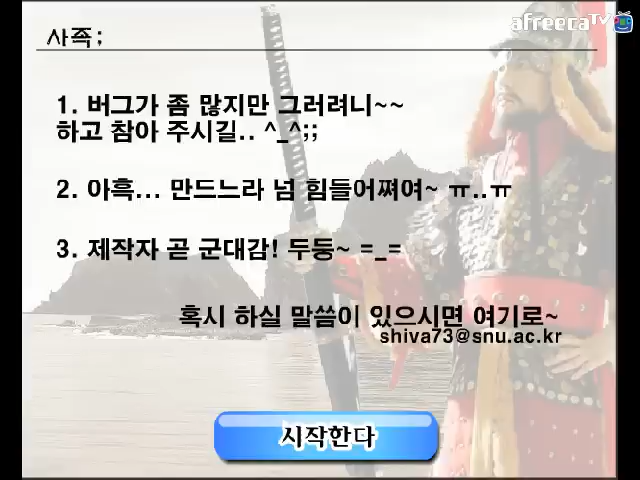 afreecaTV
사족;
1. 버그가 좀 많지만 그러려니~~
하고 참아 주시길.. ^_^;;
2. 아흑... 만드느라 넘 힘들어쪄여~ ㅠ..ㅠ
3. 제작자 곧 군대감! 두둥~ =_=
혹시 하실 말씀이 있으시면 여기로~
shiva73@snu.ac.kr
시작한다